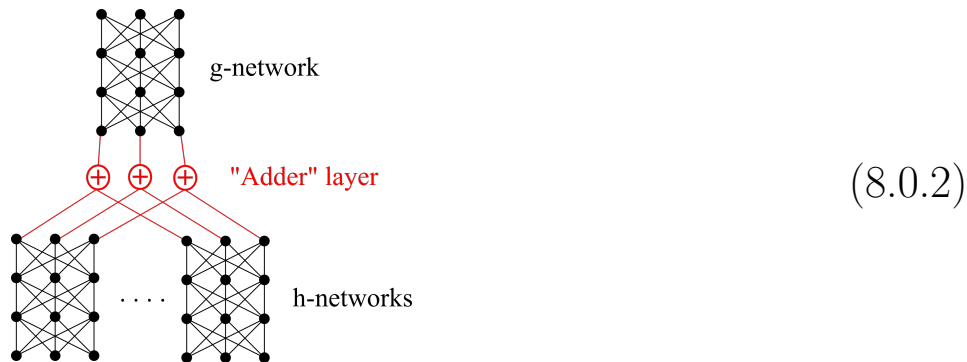 g-network
"Adder" layer
(8.0.2)
. . . .
h-networks